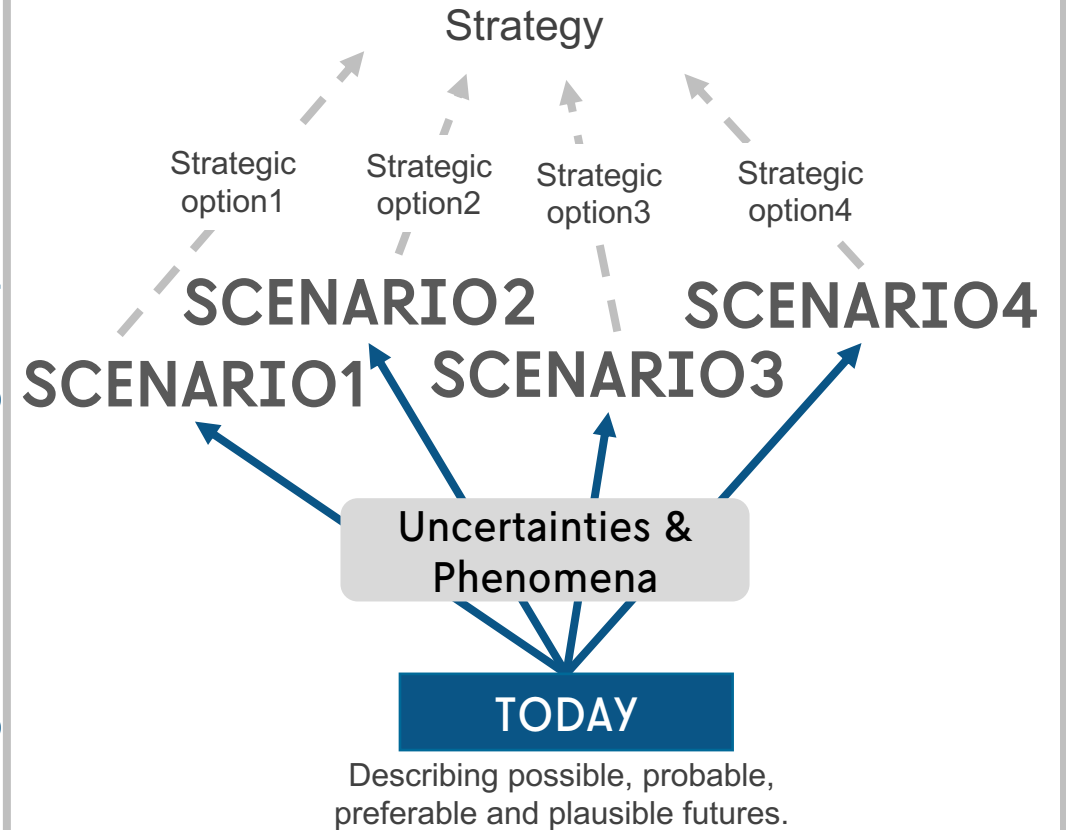 Strategy
Strategic
option1
Strategic
option2
Strategic
option3
Strategic
option4
SCENARIO2
SCENARIO4
SCENARIO1
SCENARIO3
Uncertainties &
Phenomena
TODAY
Describing possible, probable,
preferable and plausible futures.